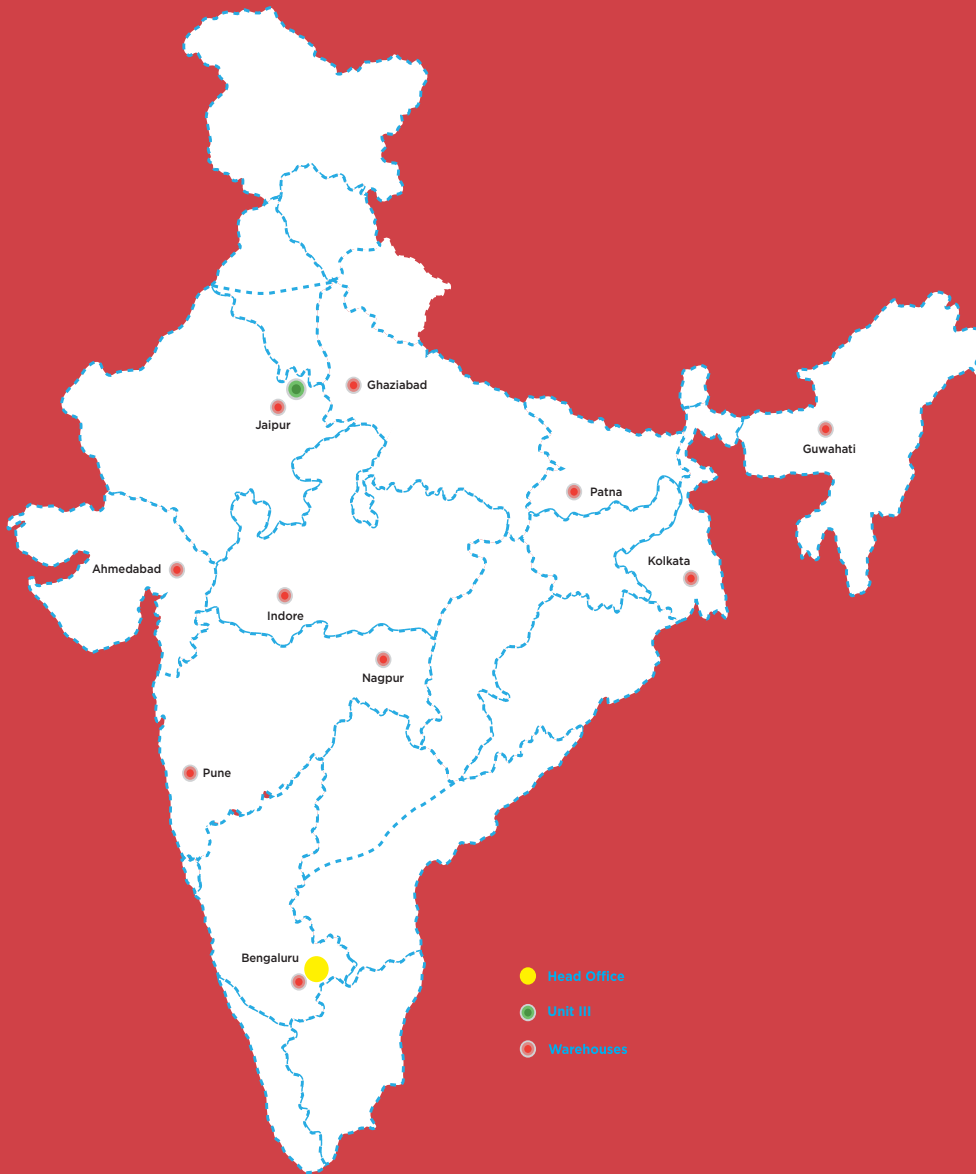 Ghaziabad
Jaipur
Guwahati
Patna
Kolkata
Ahmedabad
Indore
Nagpur
Pune
Bengaluru
Head Office
Unit III
Warehouses